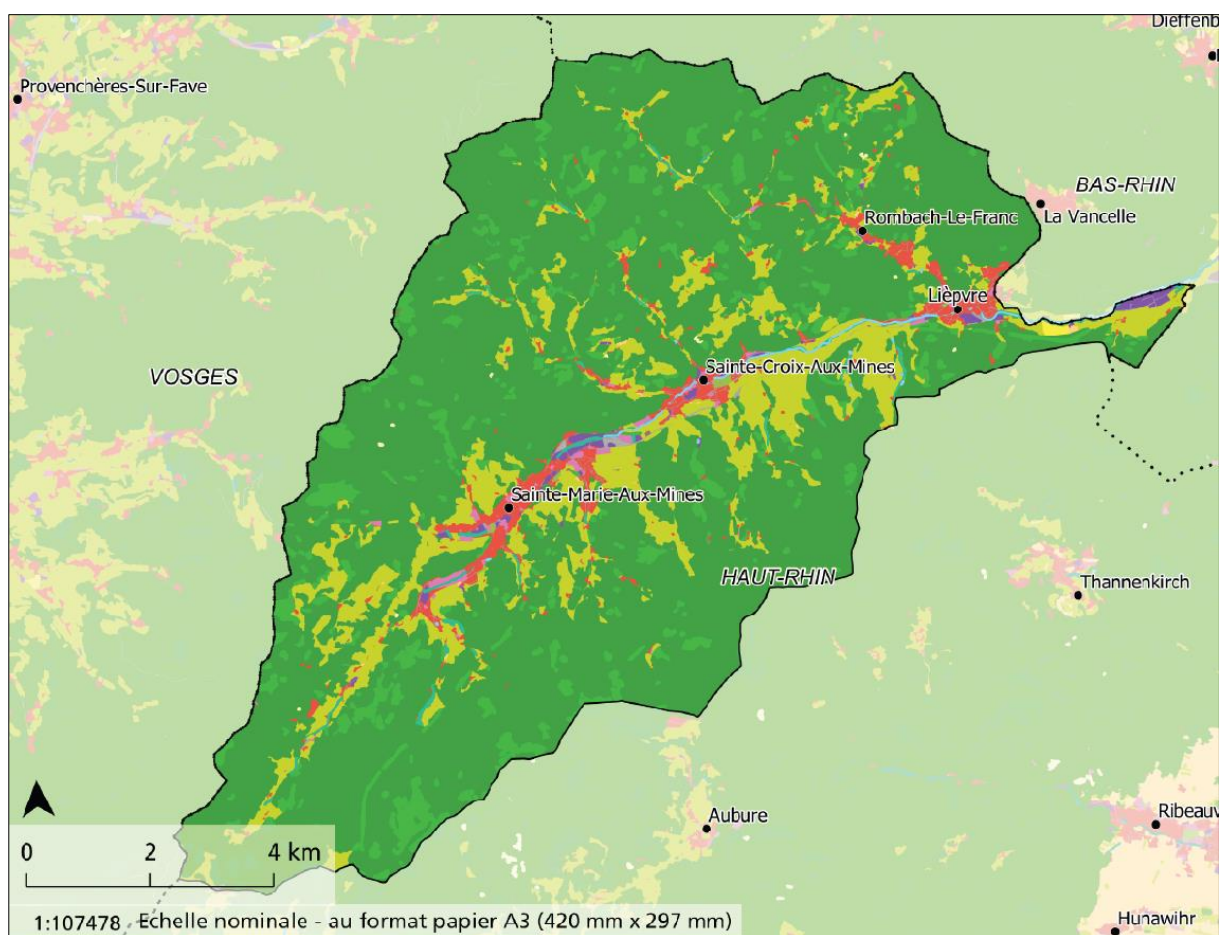 Dieffenb
Provenchères-Sur-Fave
BAS-RHIN
La Vancelle
Rombach-Le-Franc
Lièpvre
VOSGES
Sainte-Croix-Aux-Mines
Sainte-Marie-Aux-Mines
HAUT-RHIN
Thannenkirch
Aubure
Ribeauv
0 2 4 km
1:107478 Echelle nominale - au format papier A3 (420 mm x 297 mm)
Hunawihr